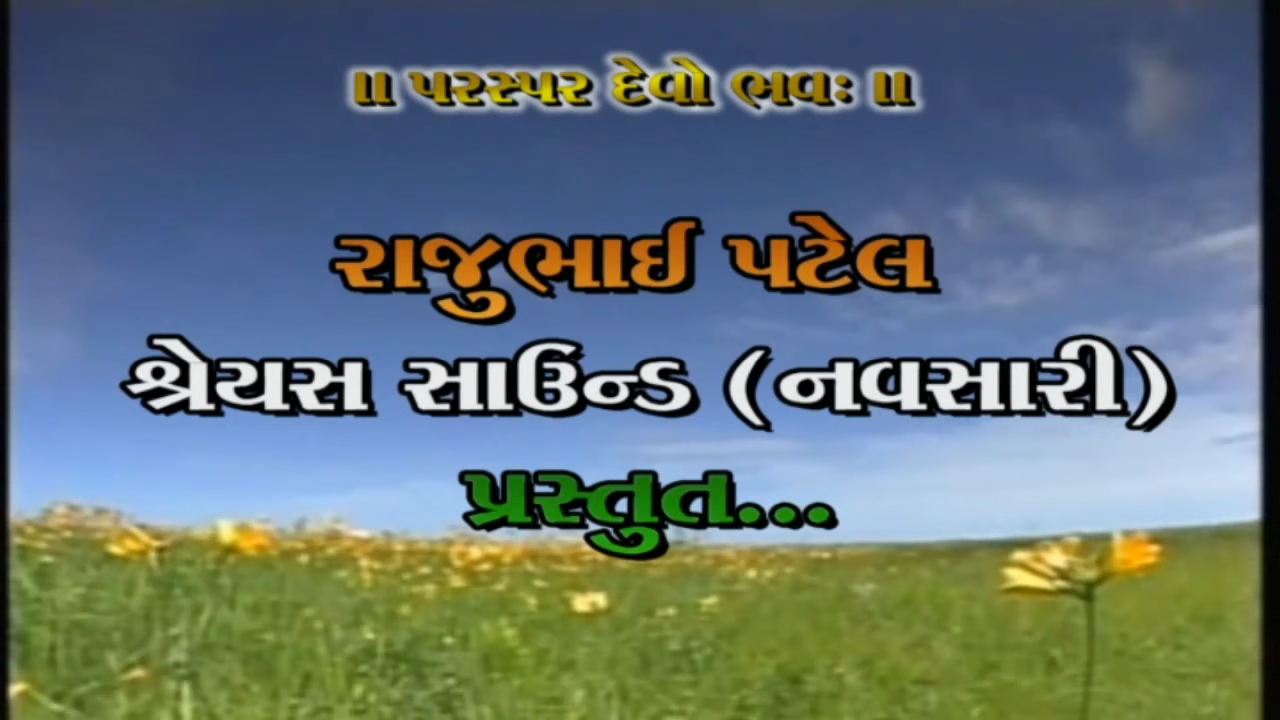 ॥ પરસ્પર દેવો ભવઃ ॥
રાજુભાઈ પટેલ
શ્રેયસ સાઉન્ડ (નવસારી)
પ્રસ્તુત...